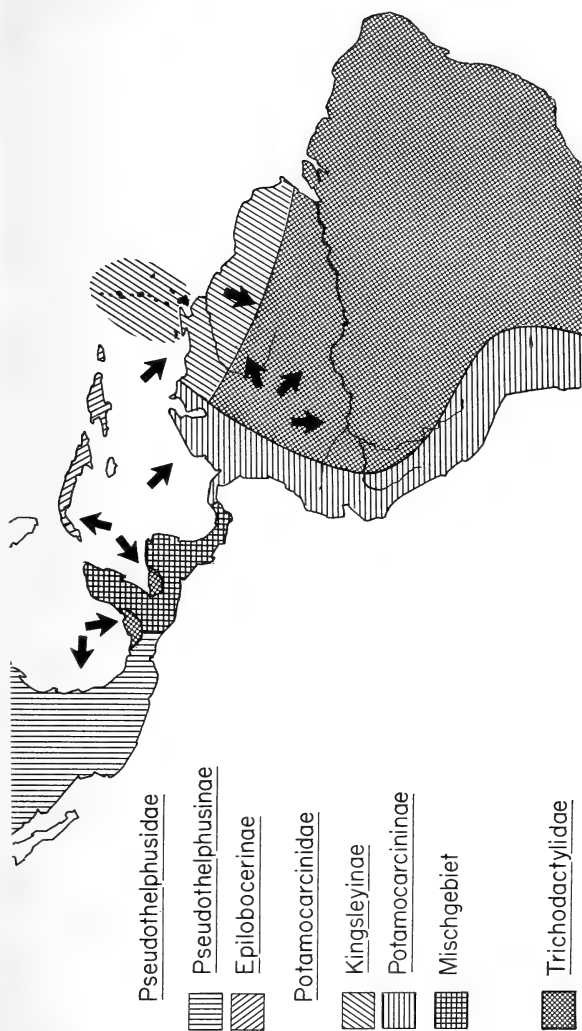 Pseudothelphusidae
Pseudothelphusinae
Epilobocerinae
Potamocarcinidae
Kingsleyinae
Potamocarcininae
Mischgebiet
Trichodactylidae